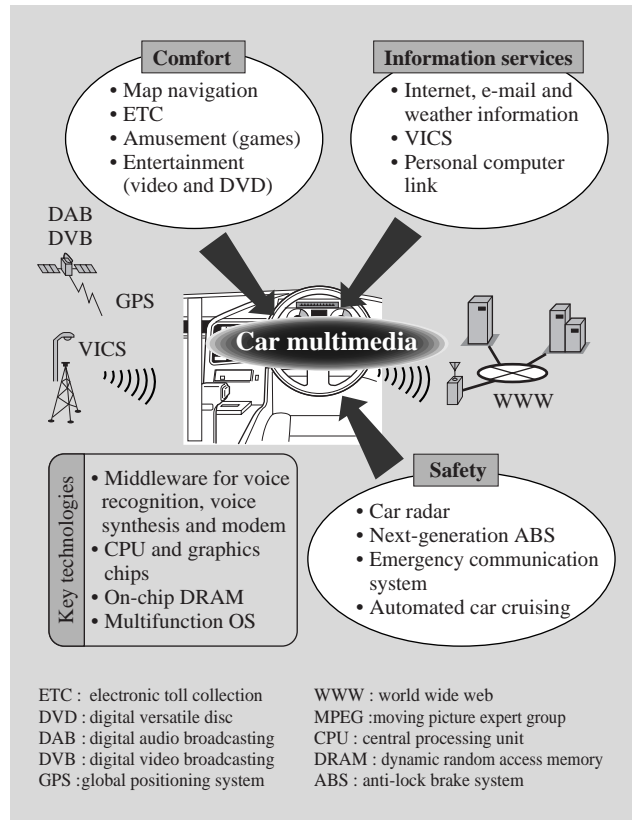 Comfort
• Map navigation
• ETC
• Amusement (games)
• Entertainment
(video and DVD)
Information services
• Internet, e-mail and
weather information
• VICS
• Personal computer
link
DAB
DVB
GPS
VICS
Car multimedia
WWW
Key technologies
• Middleware for voice
recognition, voice
synthesis and modem
• CPU and graphics
chips
• On-chip DRAM
• Multifunction OS
Safety
• Car radar
• Next-generation ABS
• Emergency communication
system
• Automated car cruising
ETC : electronic toll collection
DVD : digital versatile disc
DAB : digital audio broadcasting
DVB : digital video broadcasting
GPS :global positioning system
WWW : world wide web
MPEG :moving picture expert group
CPU : central processing unit
DRAM : dynamic random access memory
ABS : anti-lock brake system